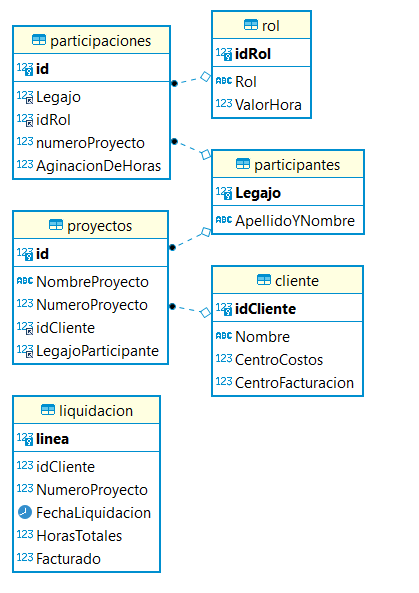 participaciones
123 id
123 Legajo
123 idRol
123 numeroProyecto
123 AginacionDeHoras
rol
123 idRol
ABC Rol
123 ValorHora
participantes
123 Legajo
ABC ApellidoYNombre
proyectos
123 id
ABC NombreProyecto
123 NumeroProyecto
123 idCliente
123 LegajoParticipante
cliente
123 idCliente
ABC Nombre
123 CentroCostos
123 CentroFacturacion
liquidacion
123 linea
123 idCliente
123 NumeroProyecto
FechaLiquidacion
123 HorasTotales
123 Facturado